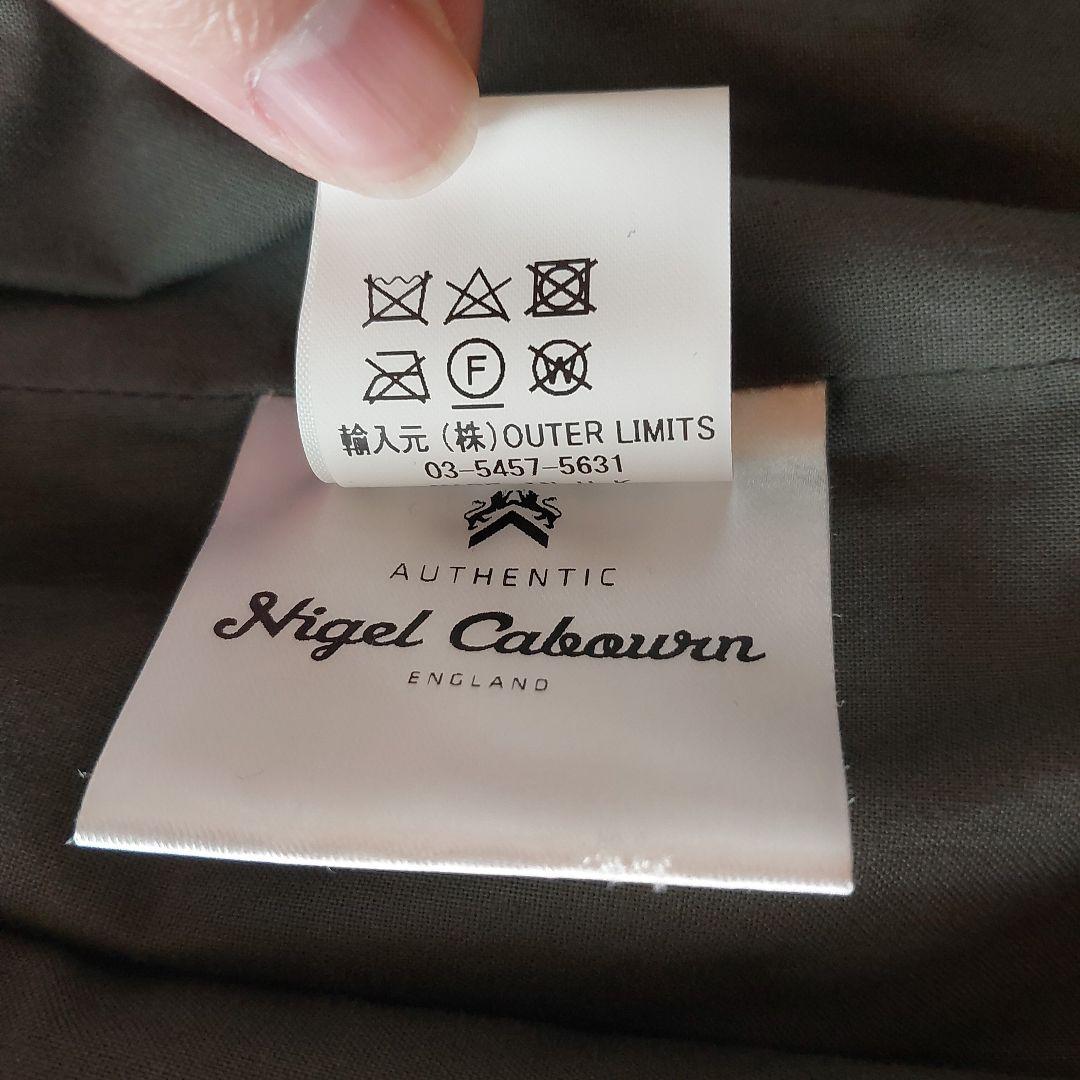 F W
輸入元 (株)OUTER LIMITS
03-5457-5631
AUTHENTIC
Nigel Cabourn
ENGLAND